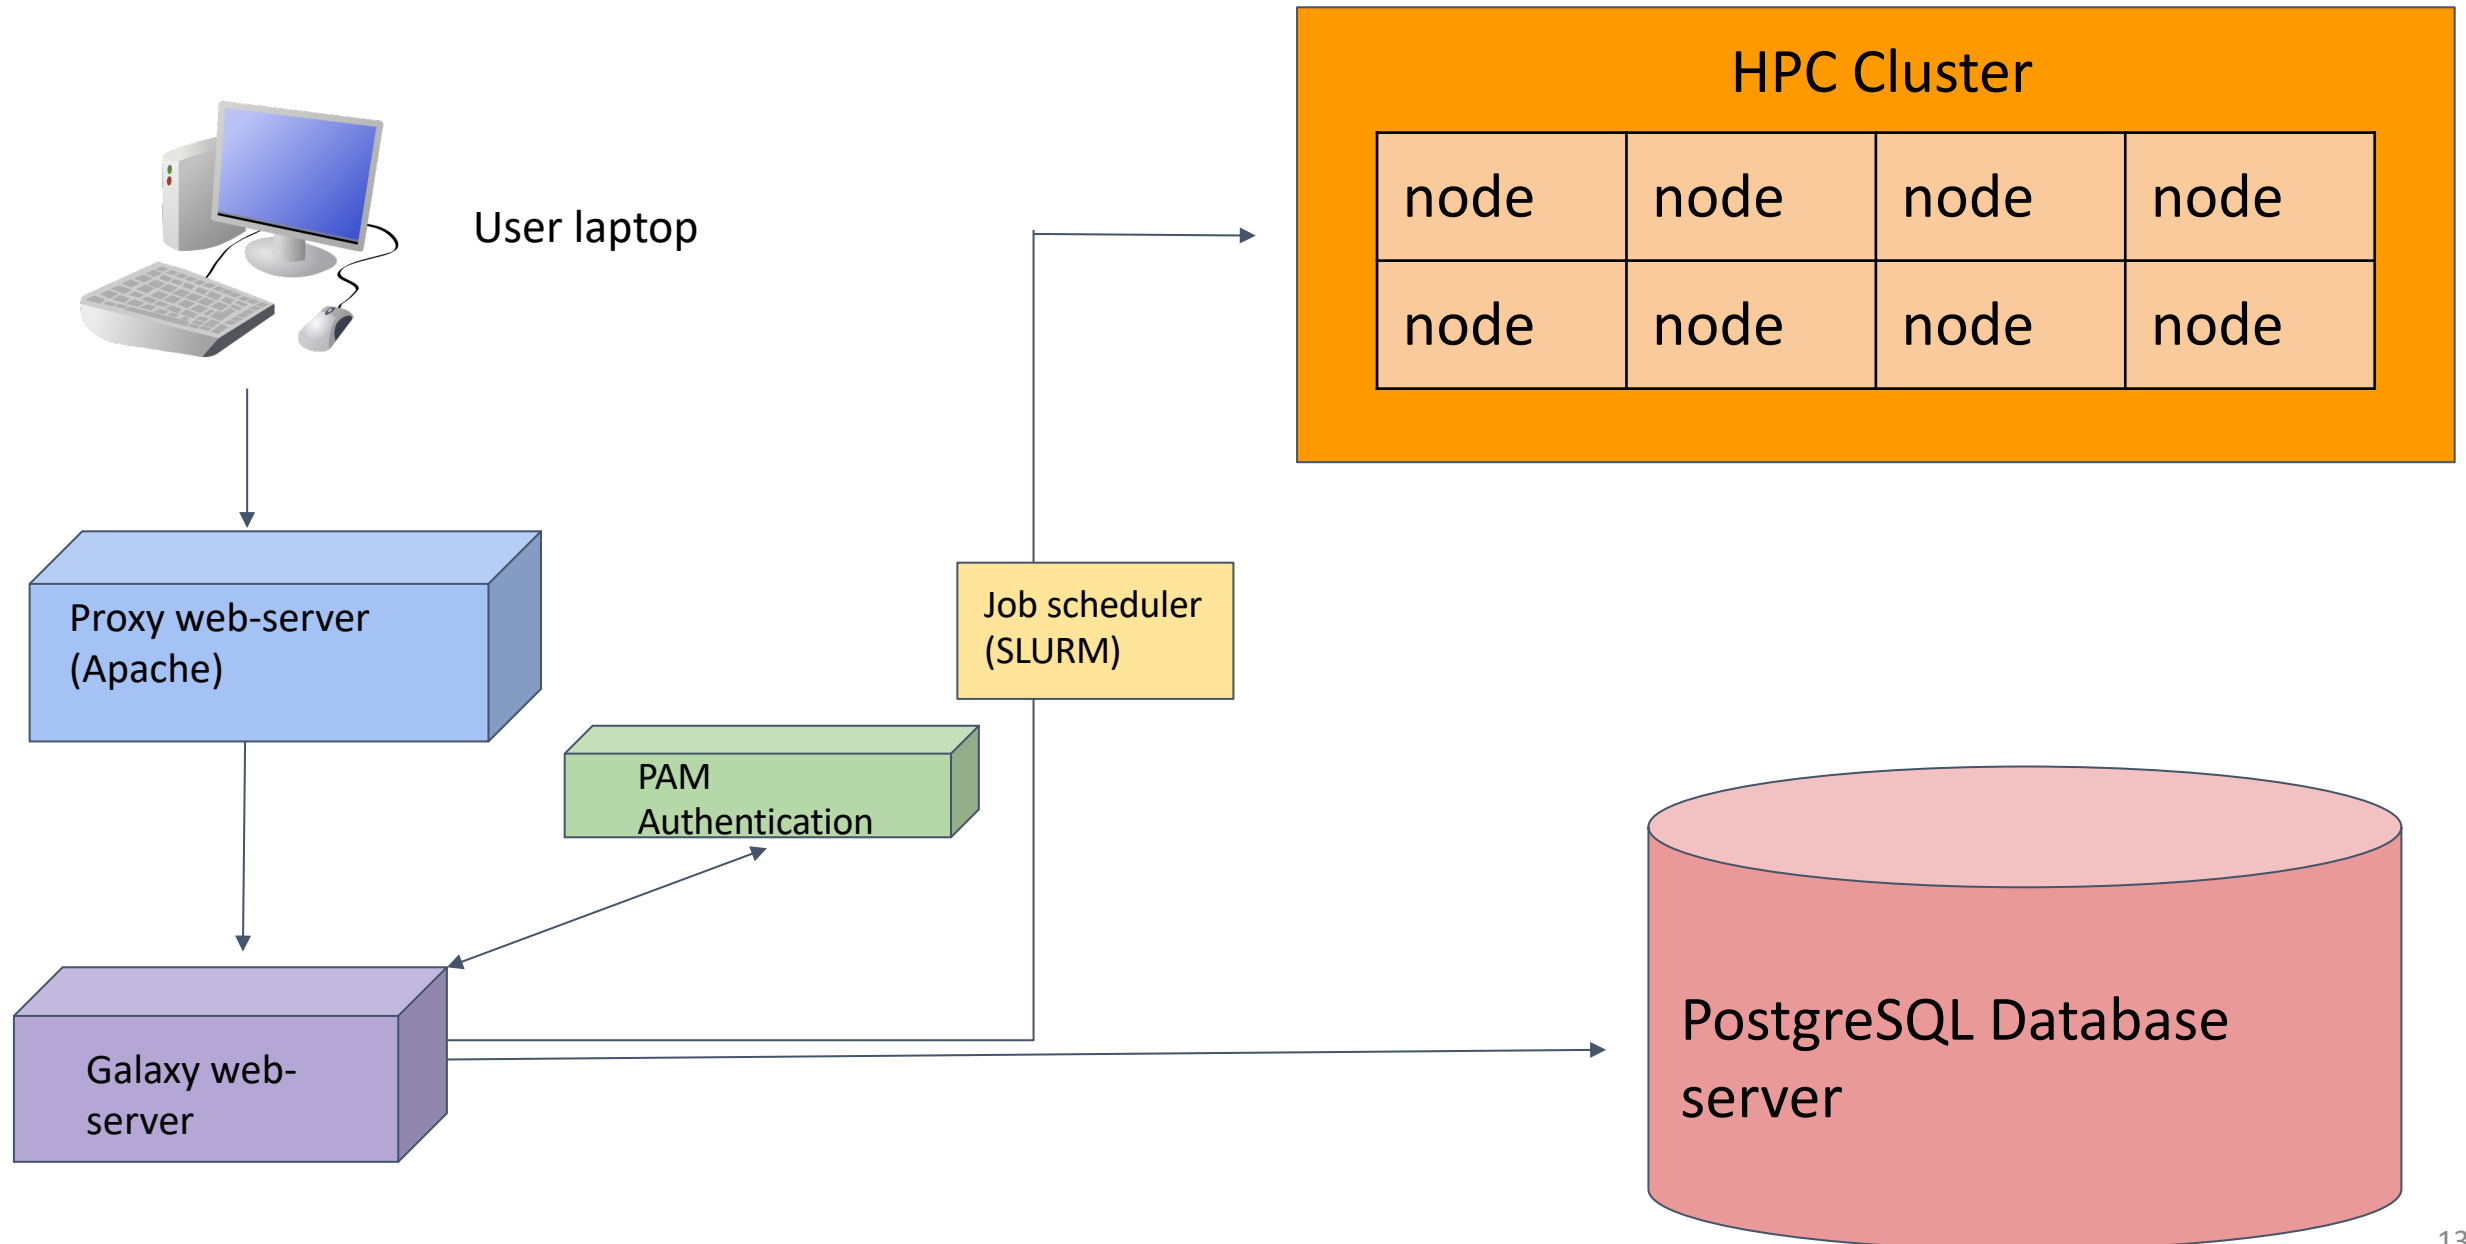 HPC Cluster
node node node node
node node node node
User laptop
Proxy web-server
(Apache)
Job scheduler
(SLURM)
PAM
Authentication
Galaxy web-
server
PostgreSQL Database
server
13